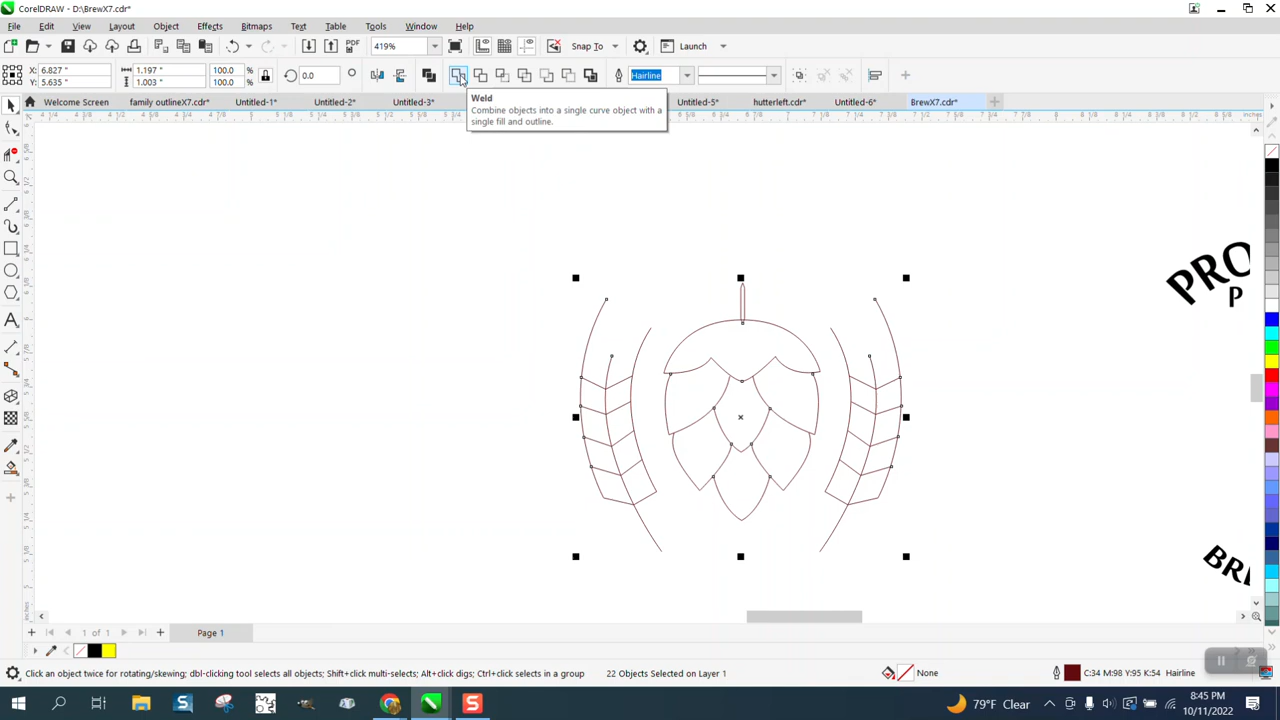 CorelDRAW - D:\BrewX7.cdr*
File Edit View Layout Object Effects Bitmaps Text Table Tools Window Help
PDF 419% Snap To Launch
X: 6.827 " 1.197 " 100.0 %
Y: 5.635 " 1.003 " 100.0 % 0.0 Hairline
Weld
Combine objects into a single curve object with a
single fill and outline.
Welcome Screen family outlineX7.cdr* Untitled-1* Untitled-2* Untitled-3* Untitled-5* hutterleft.cdr* Untitled-6* BrewX7.cdr*
inches
PRO
P
BRE
1 of 1 Page 1
Click an object twice for rotating/skewing; dbl-clicking tool selects all objects; Shift+click multi-selects; Alt+click digs; Ctrl+click selects in a group 22 Objects Selected on Layer 1 None C:34 M:98 Y:95 K:54 Hairline
79°F Clear 8:45 PM
10/11/2022